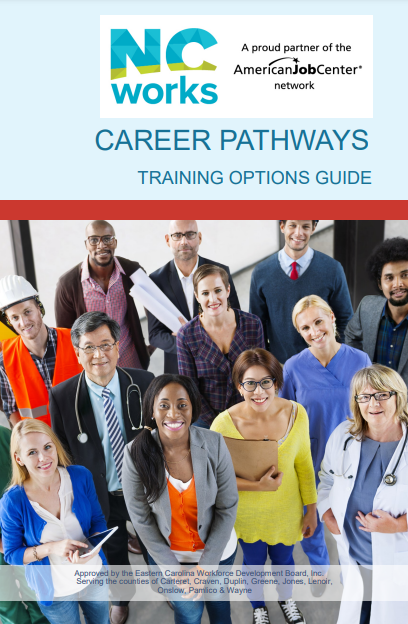 NC
works
A proud partner of the
AmericanJobCenter®
network
CAREER PATHWAYS
TRAINING OPTIONS GUIDE
Approved by the Eastern Carolina Workforce Development Board, Inc.
Serving the counties of Carteret, Craven, Duplin, Greene, Jones, Lenoir,
Onslow, Pamlico & Wayne